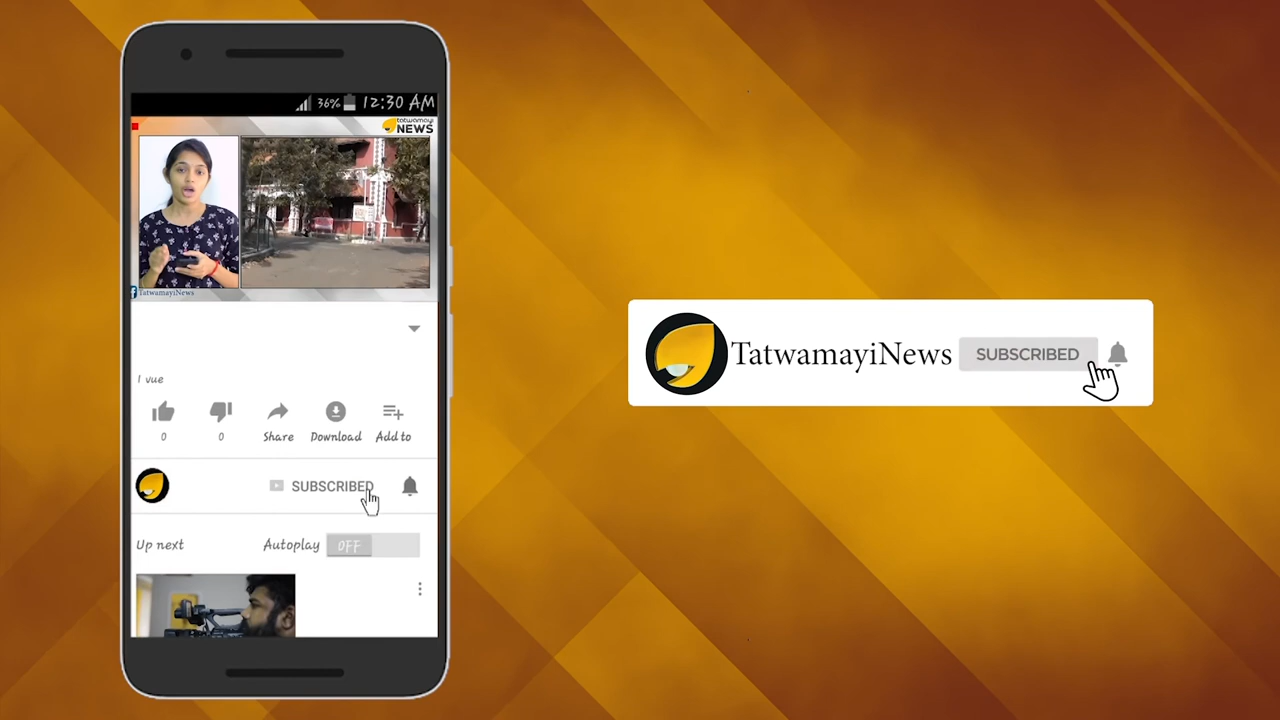 36% 12:30 AM
tatwamayi
NEWS
TatwamayiNews
1 vue
0 0 Share Download Add to
SUBSCRIBED
Up next Autoplay OFF
TatwamayiNews SUBSCRIBED